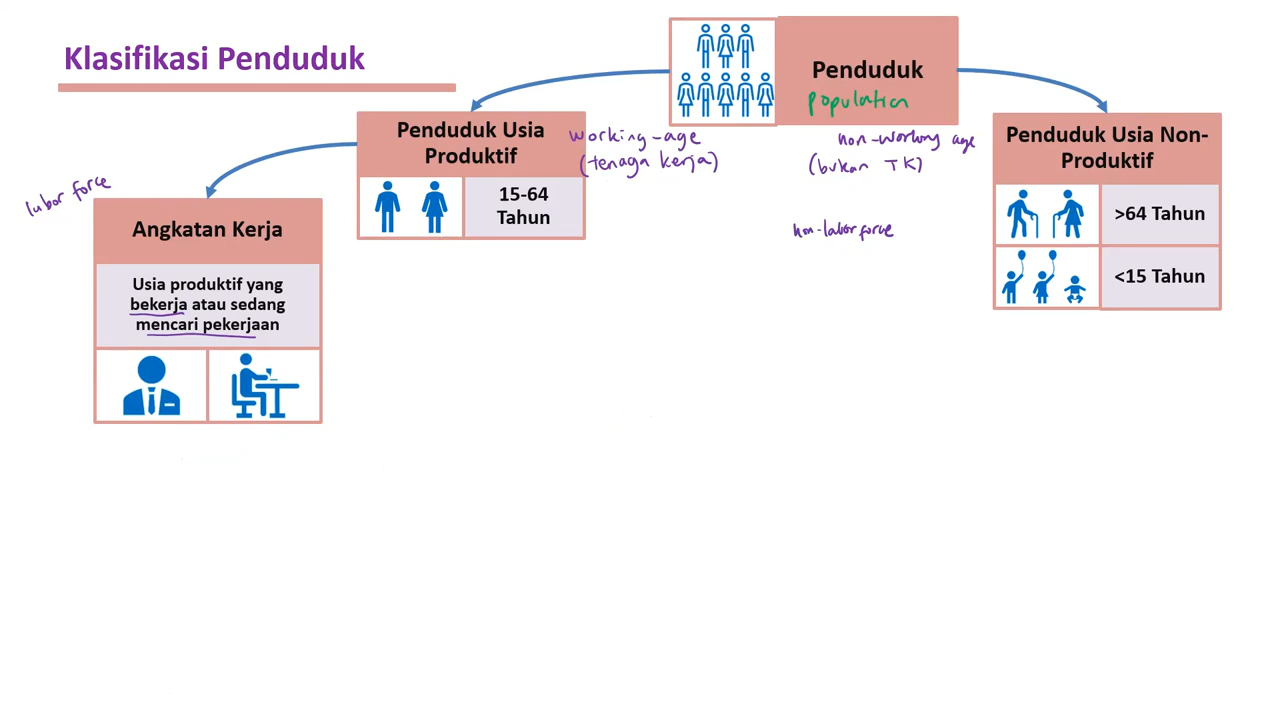 Klasifikasi Penduduk
Penduduk
population
Penduduk Usia
Produktif
working-age
(tenaga kerja)
15-64
Tahun
non-working age
(bukan TK)
Penduduk Usia Non-
Produktif
>64 Tahun
<15 Tahun
labor force
non-labor force
Angkatan Kerja
Usia produktif yang
bekerja atau sedang
mencari pekerjaan